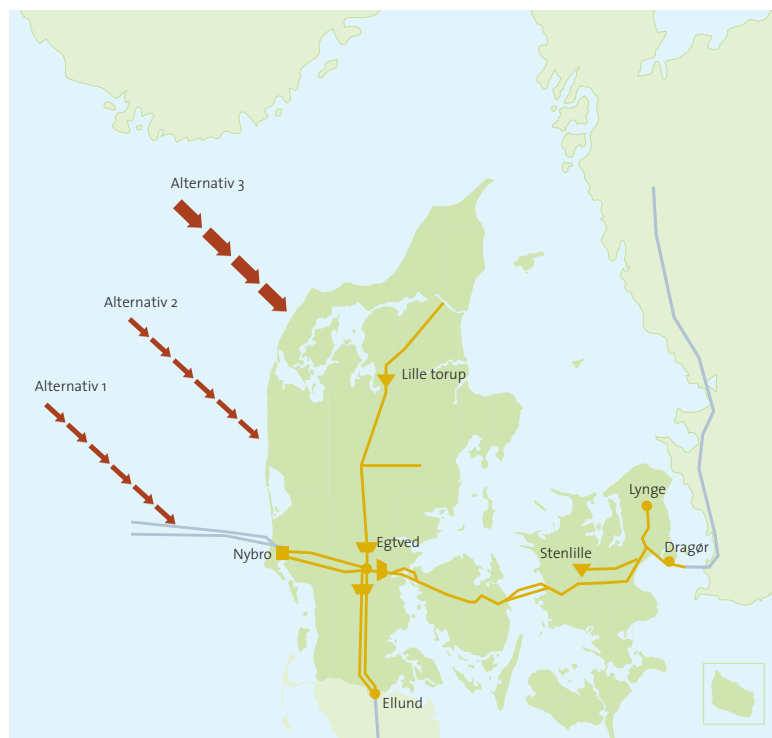 Alternativ 3
Alternativ 2
Lille torup
Alternativ 1
Lynge
Egtved
Dragør
Nybro
Stenlille
Ellund